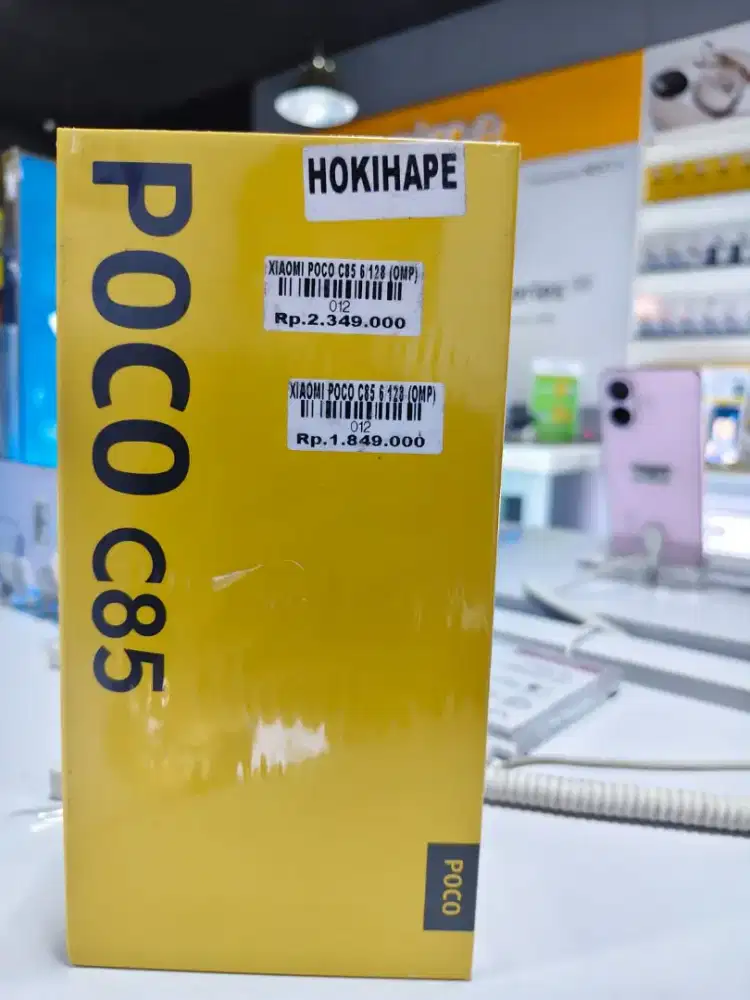 HOKIHAPE
XIAOMI POCO C85 6 128 (OMP)
012
Rp.2.349.000
XIAOMI POCO C85 6 128 (OMP)
012
Rp.1.849.000
POCO C85
POCO